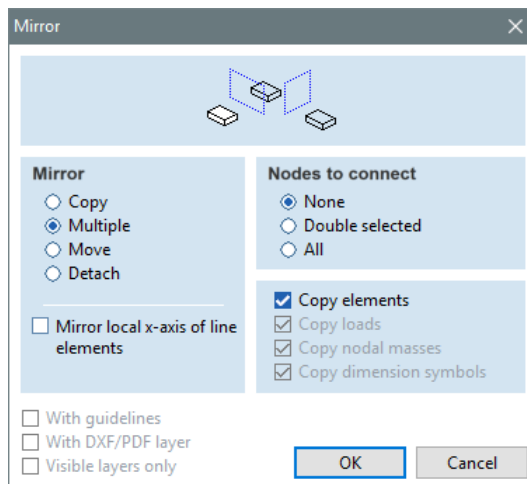 Mirror
Mirror
Copy
Multiple
Move
Detach
Mirror local x-axis of line
elements
Nodes to connect
None
Double selected
All
Copy elements
Copy loads
Copy nodal masses
Copy dimension symbols
With guidelines
With DXF/PDF layer
Visible layers only
OK
Cancel